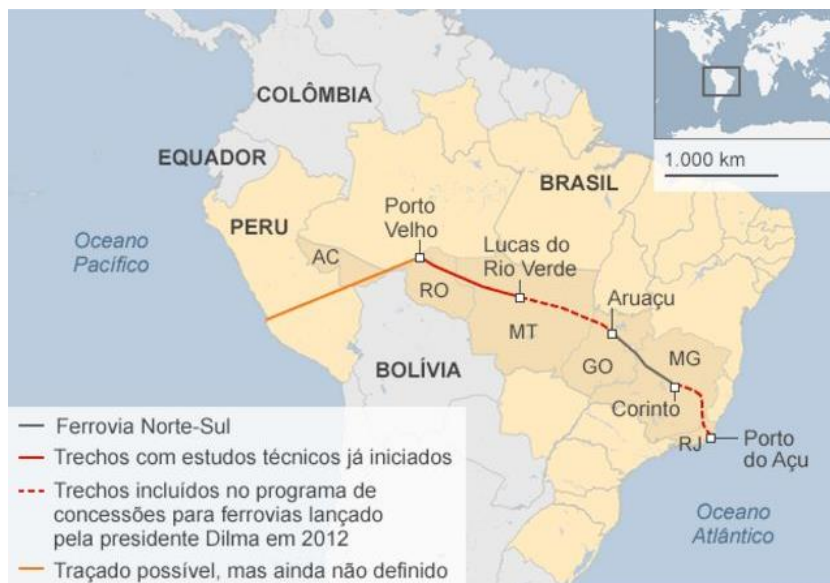 COLÔMBIA
EQUADOR
PERU
BRASIL
1.000 km
Oceano
Pacífico
Porto
Velho
Lucas do
Rio Verde
Aruaçu
AC
RO
MT
GO
MG
BOLÍVIA
Corinto
RJ
Porto
do Açu
Oceano
Atlântico
Ferrovia Norte-Sul
Trechos com estudos técnicos já iniciados
Trechos incluídos no programa de
concessões para ferrovias lançado
pela presidente Dilma em 2012
Traçado possível, mas ainda não definido